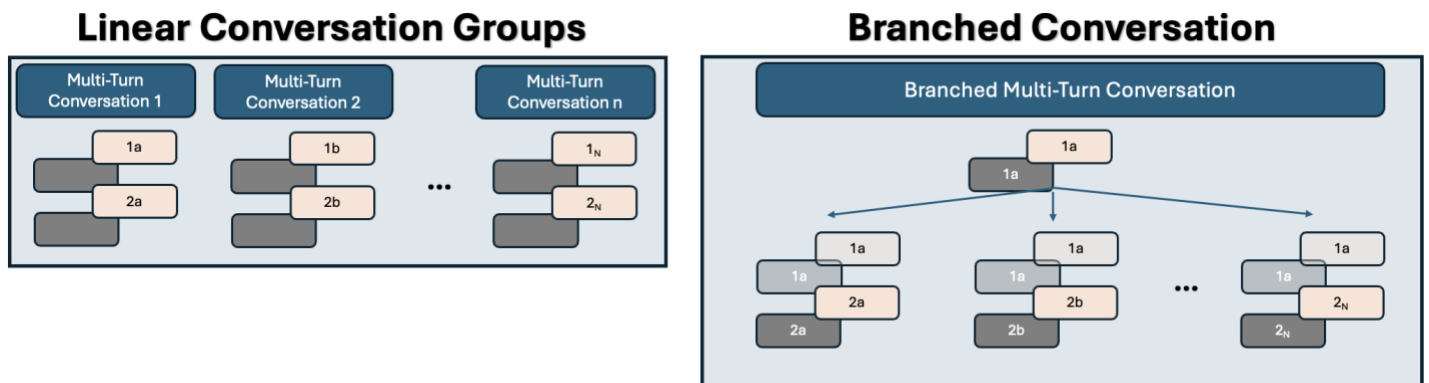 Linear Conversation Groups
Multi-Turn
Conversation 1
Multi-Turn
Conversation 2
Multi-Turn
Conversation n
1a
2a
1b
2b
...
1N
2N
Branched Conversation
Branched Multi-Turn Conversation
1a
1a
1a
1a
2a
2a
1a
1a
2b
2b
...
1a
1a
2N
2N